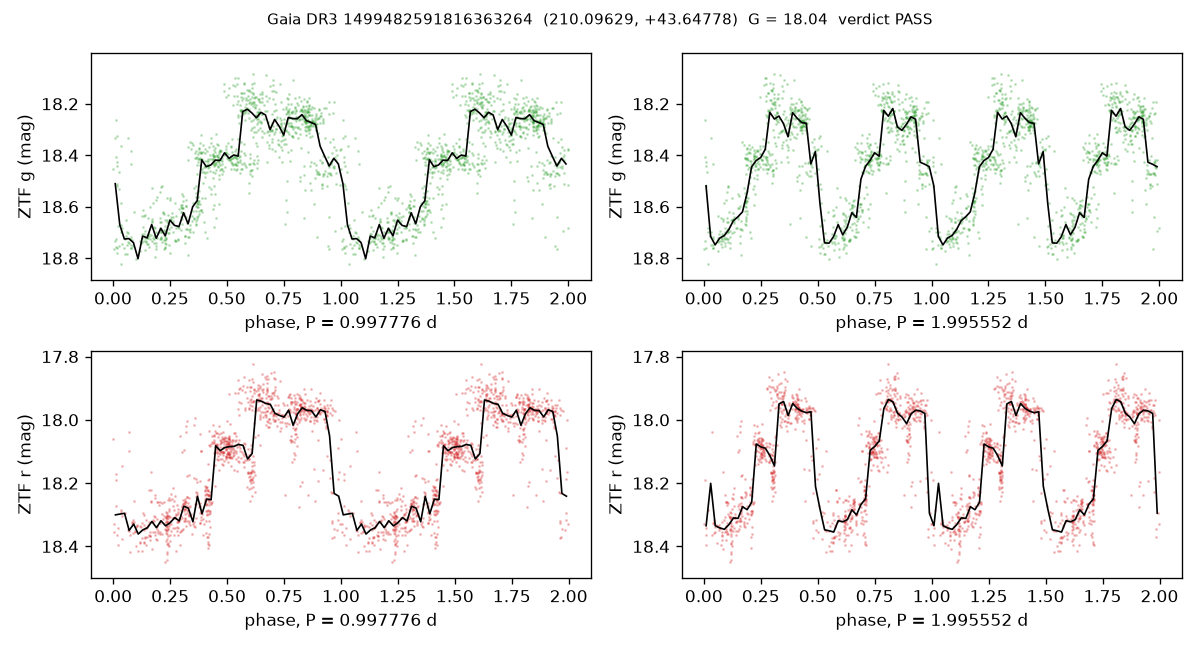 Gaia DR3 1499482591816363264 (210.09629, +43.64778) G = 18.04 verdict PASS
ZTF g (mag)
18.2
18.4
18.6
18.8
0.00 0.25 0.50 0.75 1.00 1.25 1.50 1.75 2.00
phase, P = 0.997776 d
ZTF g (mag)
18.2
18.4
18.6
18.8
0.00 0.25 0.50 0.75 1.00 1.25 1.50 1.75 2.00
phase, P = 1.995552 d
ZTF r (mag)
17.8
18.0
18.2
18.4
0.00 0.25 0.50 0.75 1.00 1.25 1.50 1.75 2.00
phase, P = 0.997776 d
ZTF r (mag)
17.8
18.0
18.2
18.4
0.00 0.25 0.50 0.75 1.00 1.25 1.50 1.75 2.00
phase, P = 1.995552 d